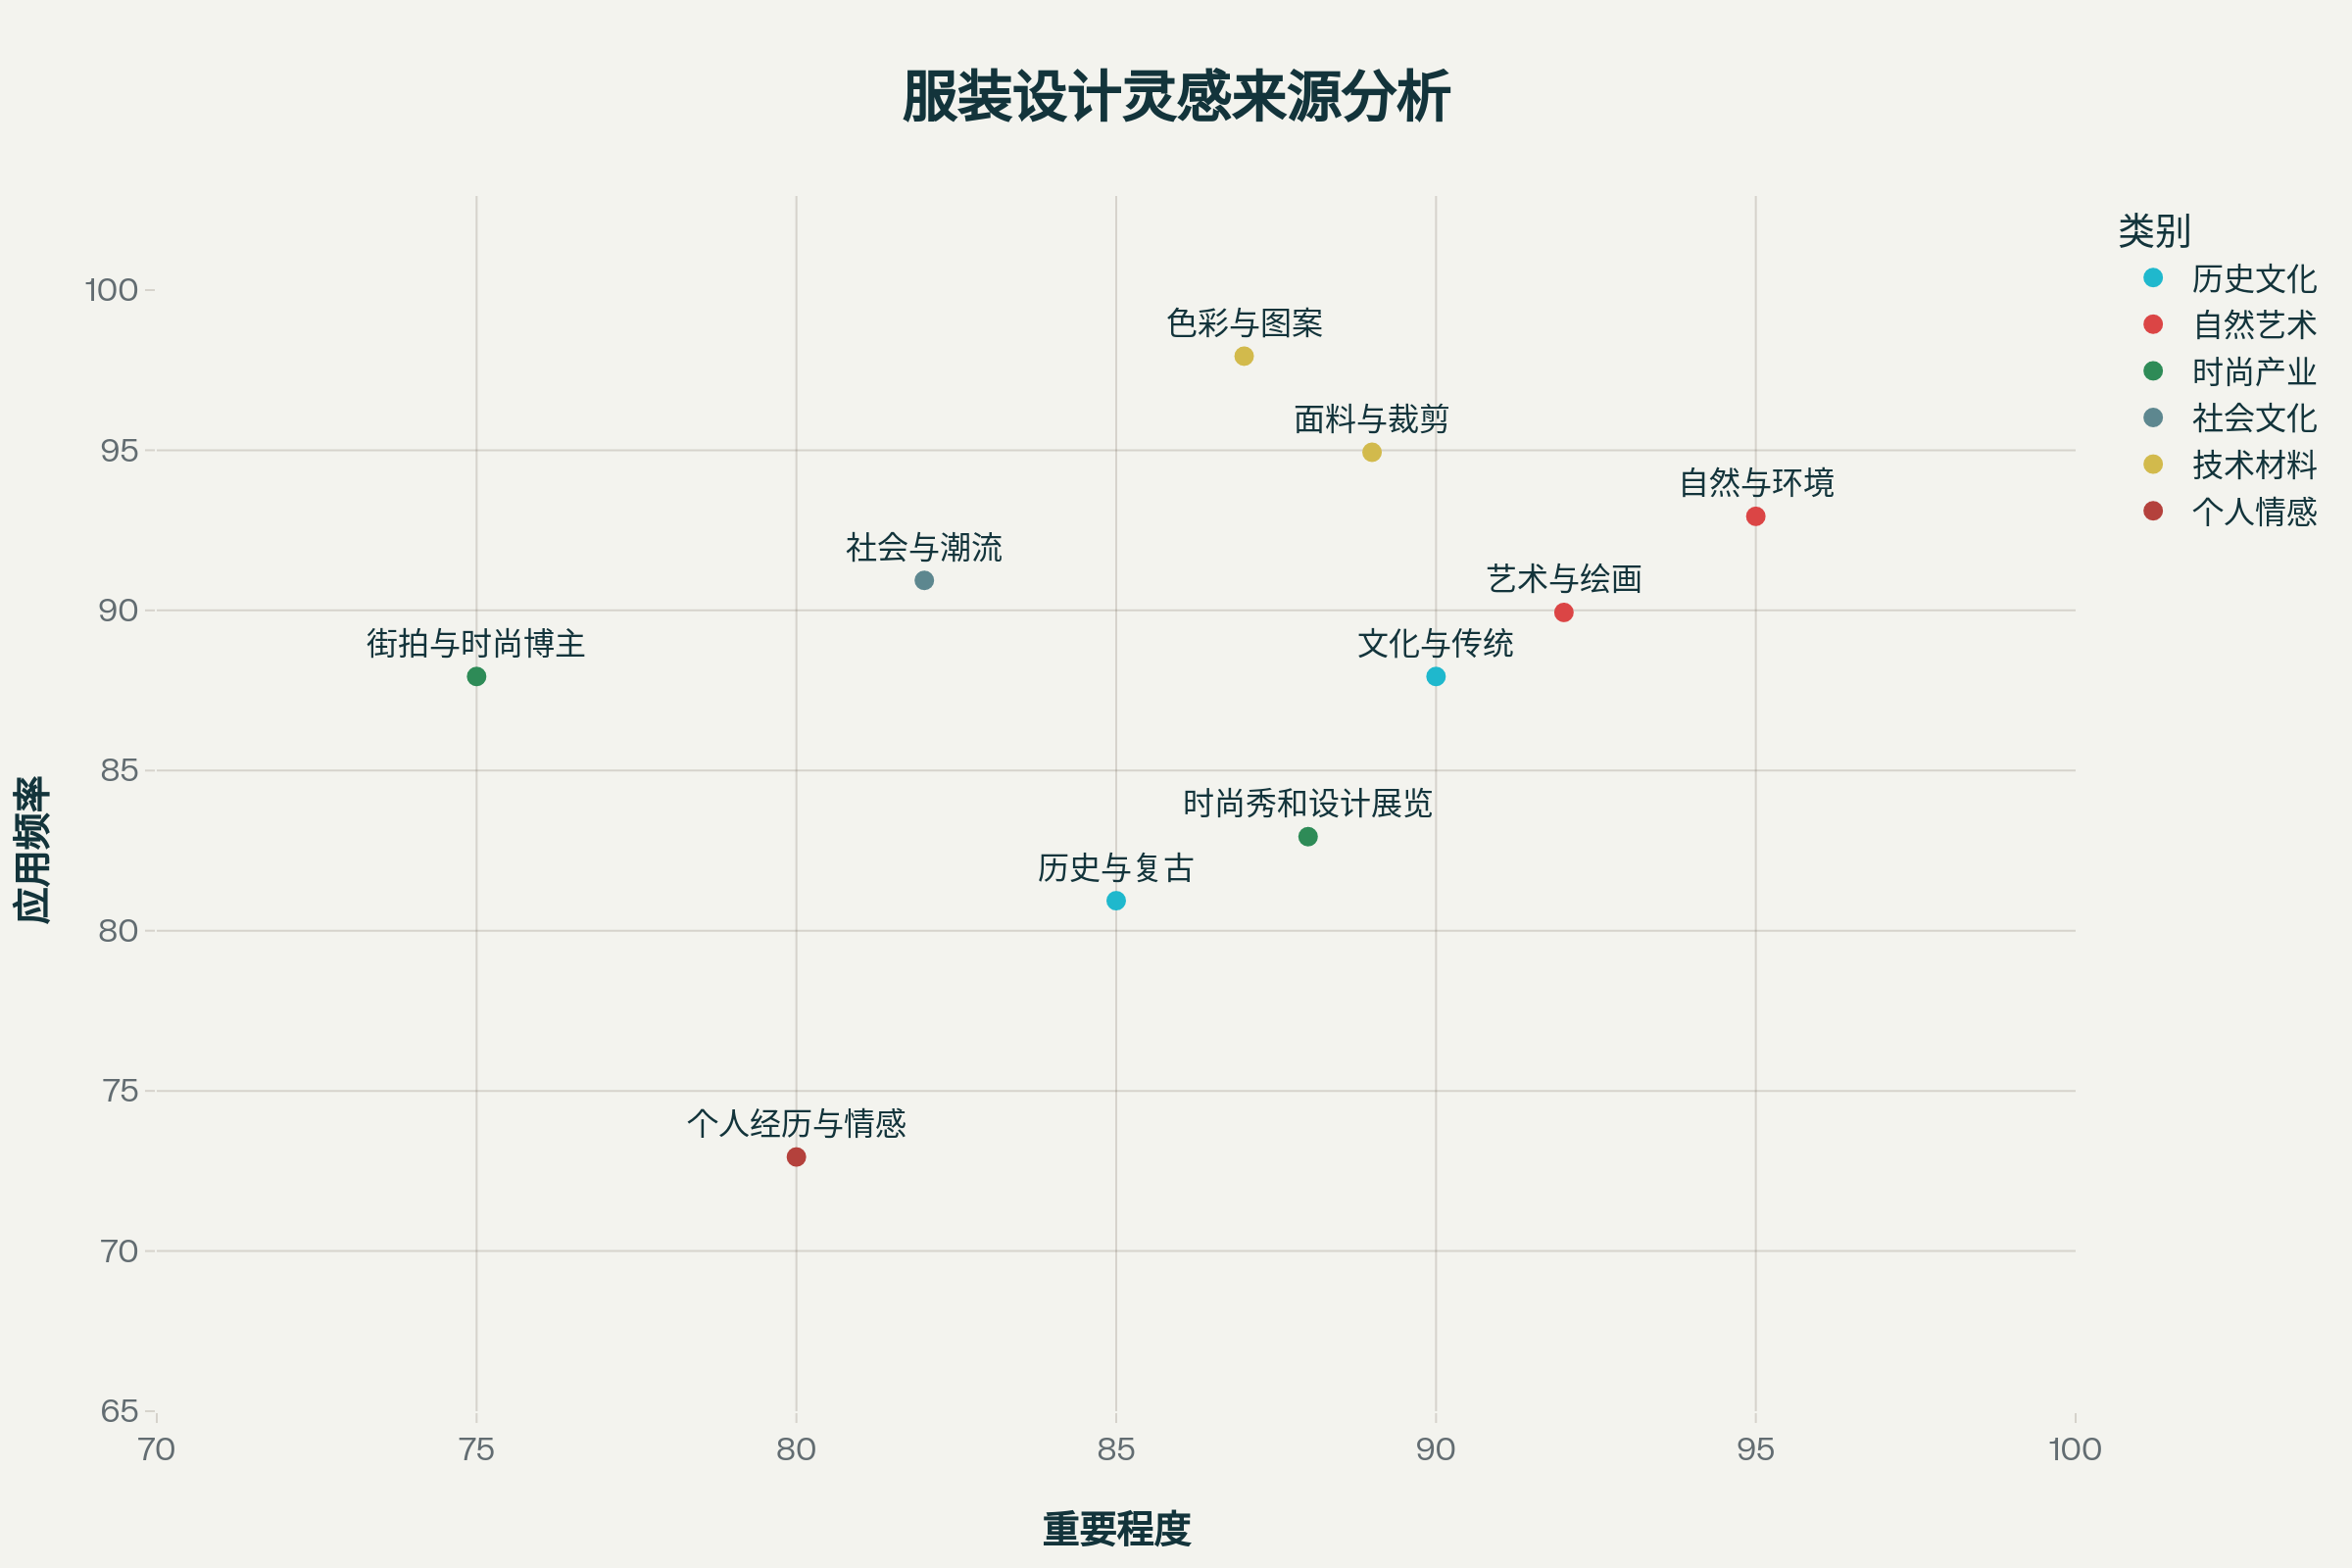 服装设计灵感来源分析
类别
历史文化
自然艺术
时尚产业
社会文化
技术材料
个人情感
100
95
90
85
80
75
70
65
应用频率
色彩与图案
面料与裁剪
自然与环境
社会与潮流
艺术与绘画
街拍与时尚博主
文化与传统
时尚秀和设计展览
历史与复古
个人经历与情感
70
75
80
85
90
95
100
重要程度